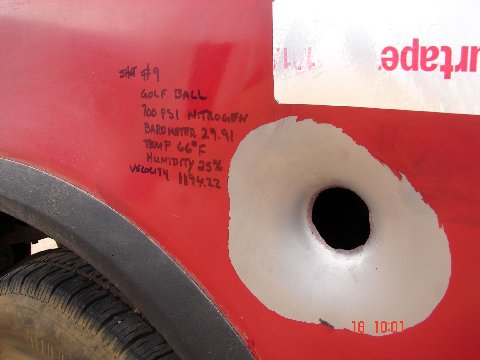 SHOT #9
GOLF BALL
700 PSI NITROGEN
BAROMETER 29.91
TEMP 66°F
HUMIDITY 25%
VELOCITY 1894.22
urtape
18 10:01